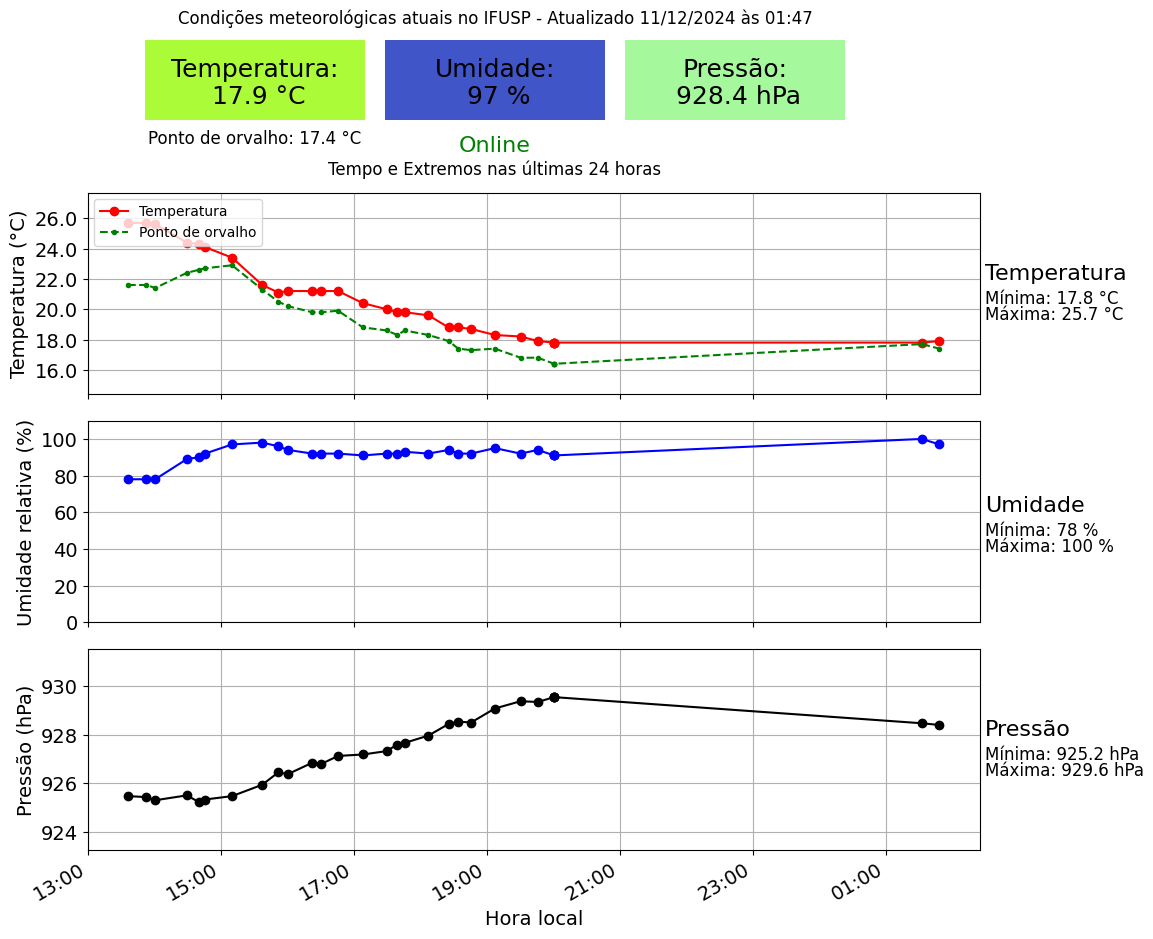 Condições meteorológicas atuais no IFUSP - Atualizado 11/12/2024 às 01:47
Temperatura:
17.9 °C
Umidade:
97 %
Pressão:
928.4 hPa
Ponto de orvalho: 17.4 °C
Online
Tempo e Extremos nas últimas 24 horas
Temperatura (°C)
26.0
24.0
22.0
20.0
18.0
16.0
Temperatura
Ponto de orvalho
Temperatura
Mínima: 17.8 °C
Máxima: 25.7 °C
Umidade relativa (%)
100
80
60
40
20
0
Umidade
Mínima: 78 %
Máxima: 100 %
Pressão (hPa)
930
928
926
924
Pressão
Mínima: 925.2 hPa
Máxima: 929.6 hPa
13:00
15:00
17:00
19:00
21:00
23:00
01:00
Hora local